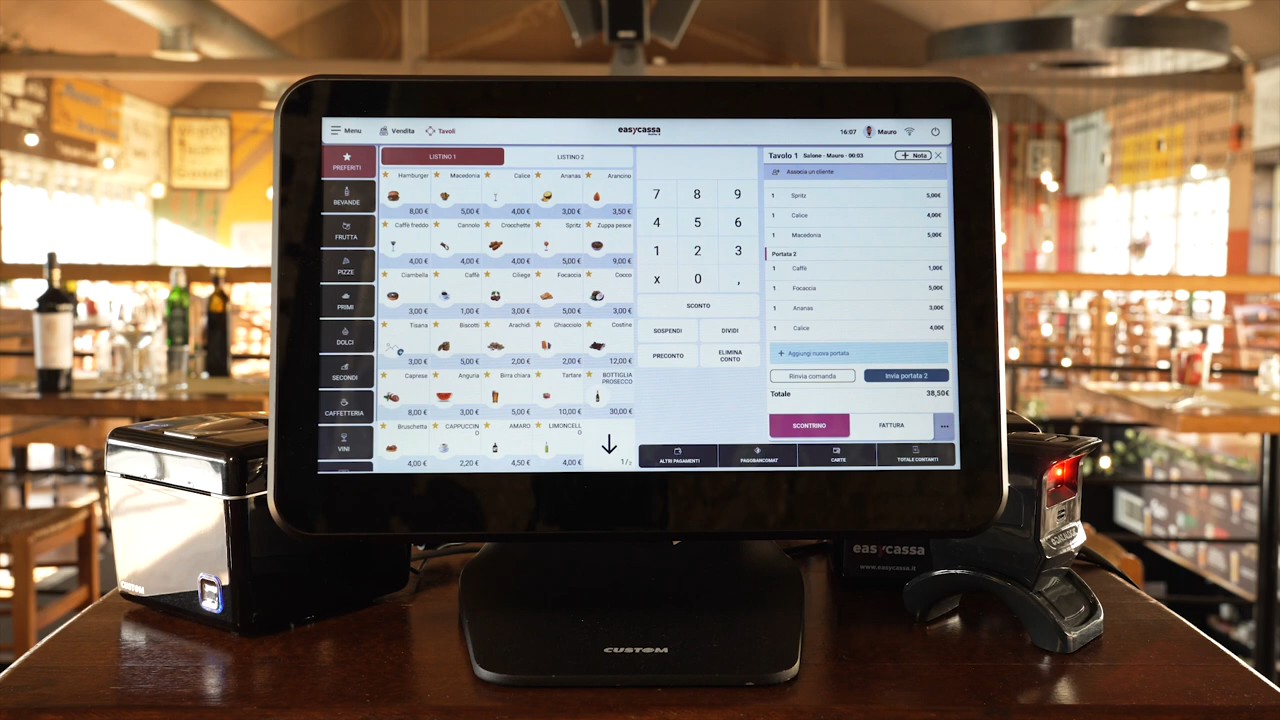 Menu Vendita Tavoli easycassa 16:07 Mauro
PREFERITI
BEVANDE
FRUTTA
PIZZE
PRIMI
DOLCI
SECONDI
CAFFETTERIA
VINI
LISTINO 1 LISTINO 2
Hamburger Macedonia Calice Ananas Arancino
8,00 € 5,00 € 4,00 € 3,00 € 3,50 €
Caffè freddo Cannolo Crocchette Spritz Zuppa pesce
4,00 € 4,00 € 4,00 € 5,00 € 9,00 €
Ciambella Caffè Ciliege Focaccia Cocco
3,00 € 1,00 € 3,00 € 5,00 € 3,00 €
Tisana Biscotti Arachidi Ghiacciolo Costine
3,00 € 5,00 € 2,00 € 2,00 € 12,00 €
Caprese Anguria Birra chiara Tartare BOTTIGLIA
PROSECCO
8,00 € 3,00 € 5,00 € 10,00 € 30,00 €
Bruschetta CAPPUCCIN
O AMARO LIMONCELL
O
4,00 € 2,20 € 4,50 € 4,00 € 1/2
7 8 9
4 5 6
1 2 3
x 0 ,
SCONTO
SOSPENDI DIVIDI
PRECONTO ELIMINA
CONTO
Tavolo 1 Salone - Mauro - 00:03 + Nota
Associa un cliente
1 Spritz 5,00€
1 Calice 4,00€
1 Macedonia 5,00€
Portata 2
1 Caffè 1,00€
1 Focaccia 5,00€
1 Ananas 3,00€
1 Calice 4,00€
+ Aggiungi nuova portata
Rinvia comanda Invia portata 2
Totale 38,50€
SCONTRINO FATTURA
ALTRI PAGAMENTI PAGOBANCOMAT CARTE TOTALE CONTANTI
CUSTOM
easycassa
www.easycassa.it
DATALOGIC
CUSTOM